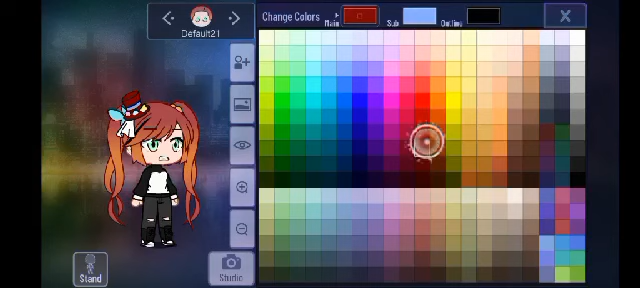 Default21
Change Colors
Main
Sub
Outline
X
Stand
Studio